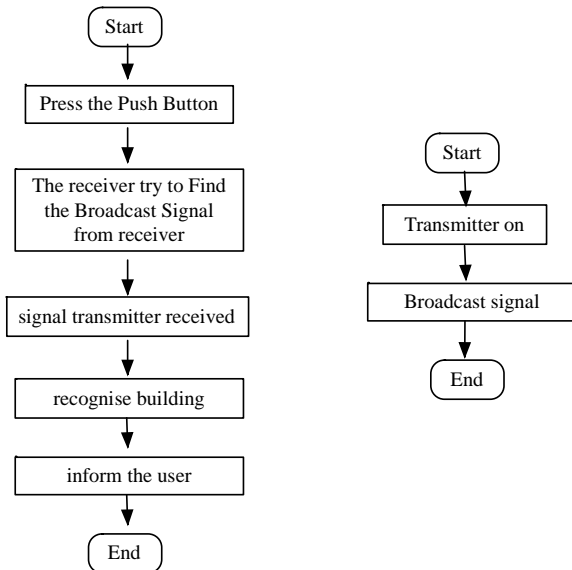 Start
Press the Push Button
The receiver try to Find
the Broadcast Signal
from receiver
signal transmitter received
recognise building
inform the user
End
Start
Transmitter on
Broadcast signal
End